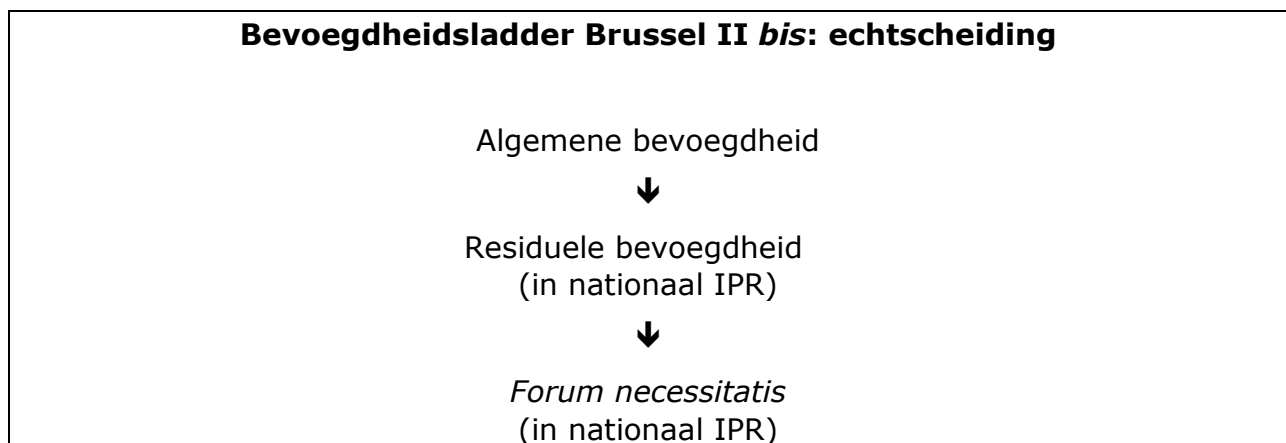 Bevoegdheidsladder Brussel II bis: echtscheiding
Algemene bevoegdheid
Residuele bevoegdheid
(in nationaal IPR)
Forum necessitatis
(in nationaal IPR)